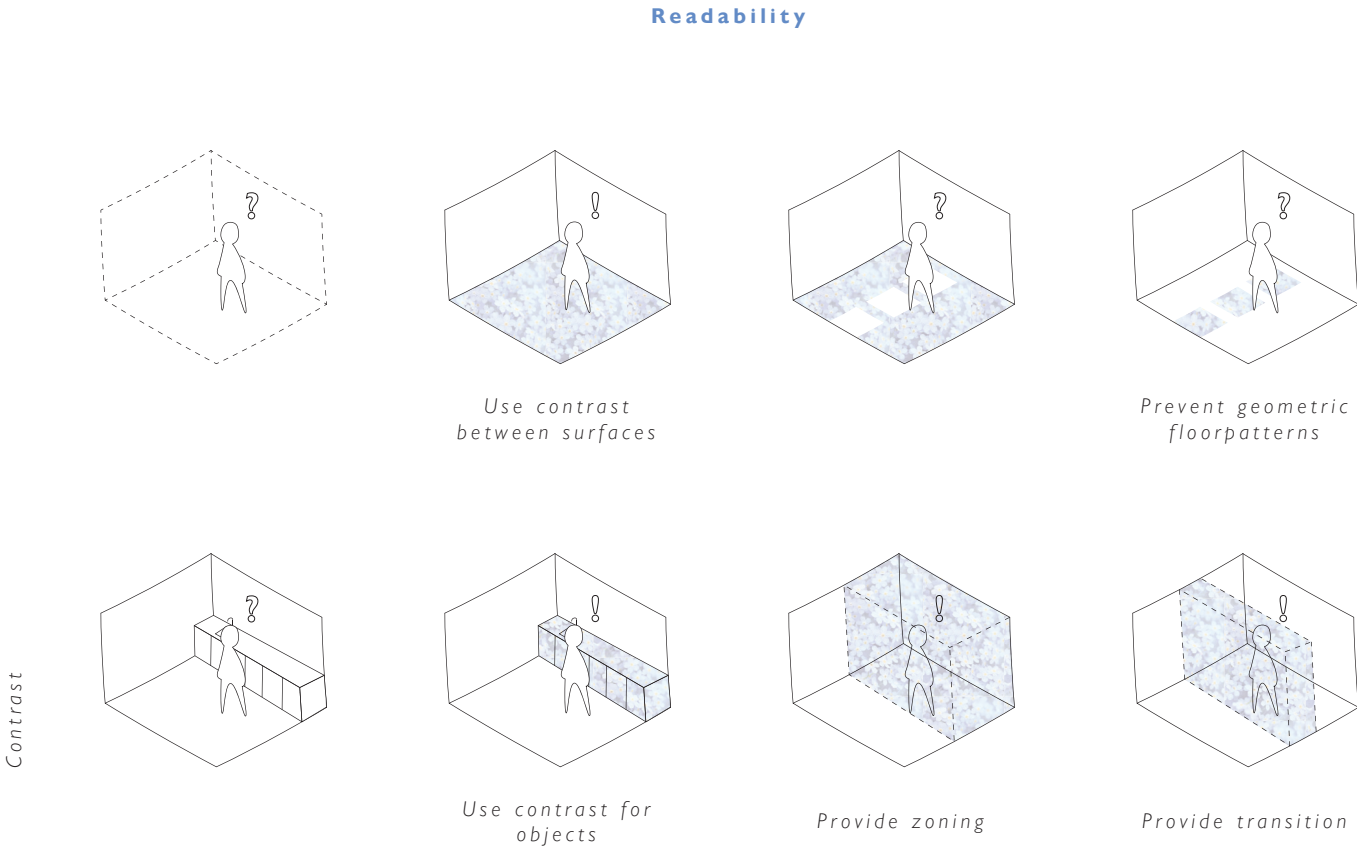 Readability
?
!
?
?
Use contrast
between surfaces
Prevent geometric
floorpatterns
Contrast
?
!
!
!
Use contrast for
objects
Provide zoning
Provide transition